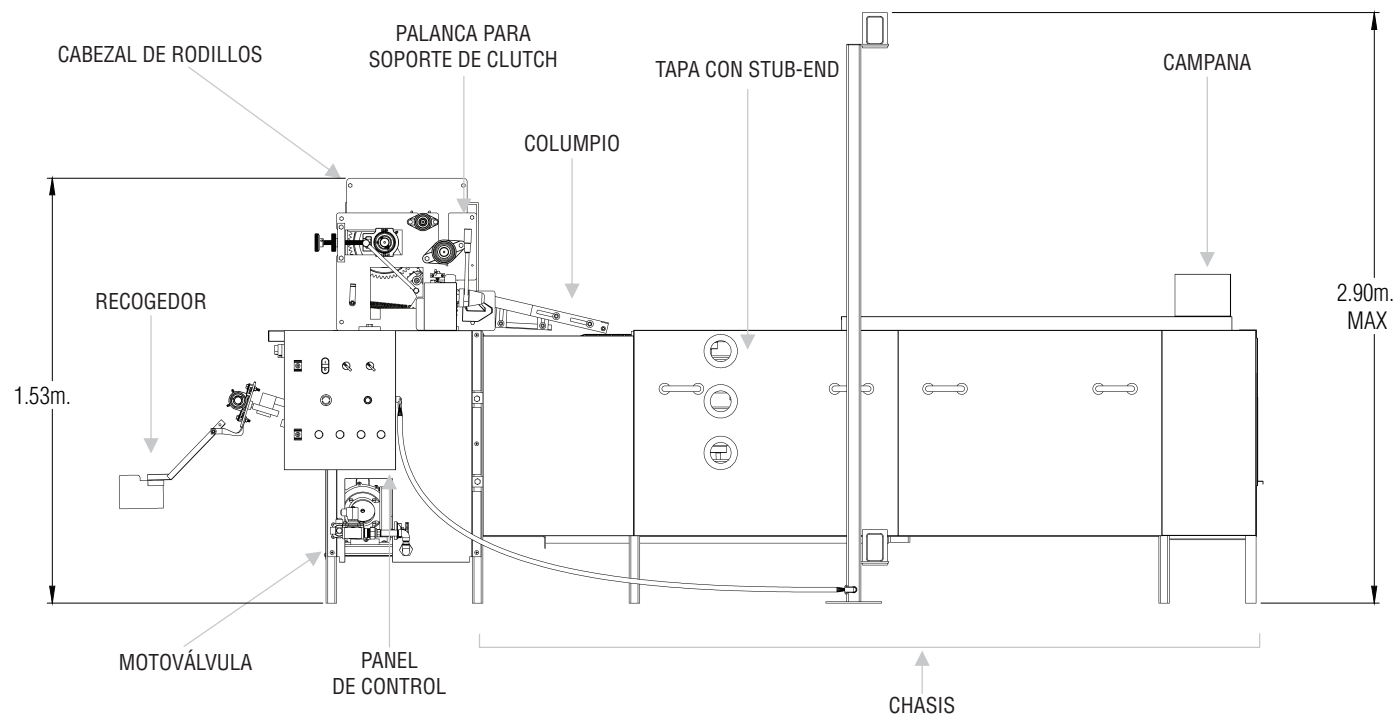 CABEZAL DE RODILLOS
PALANCA PARA
SOPORTE DE CLUTCH
TAPA CON STUB-END
CAMPANA
COLUMPIO
RECOGEDOR
2.90m.
MAX
1.53m.
MOTOVÁLVULA
PANEL
DE CONTROL
CHASIS